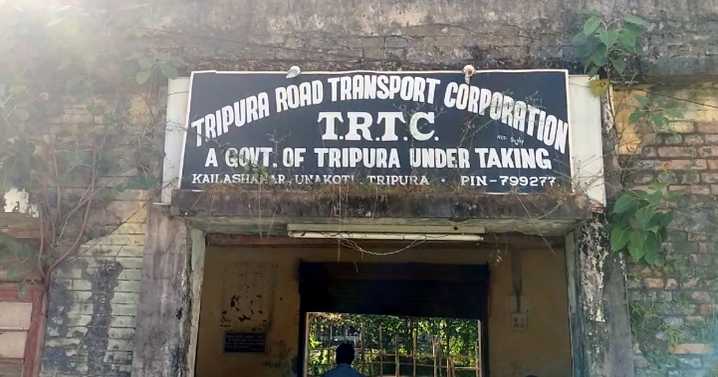 TRIPURA ROAD TRANSPORT CORPORATION
T.R.T.C.
A GOVT. OF TRIPURA UNDER TAKING
KAILASHAHAR, UNAKOTI, TRIPURA • PIN-799277